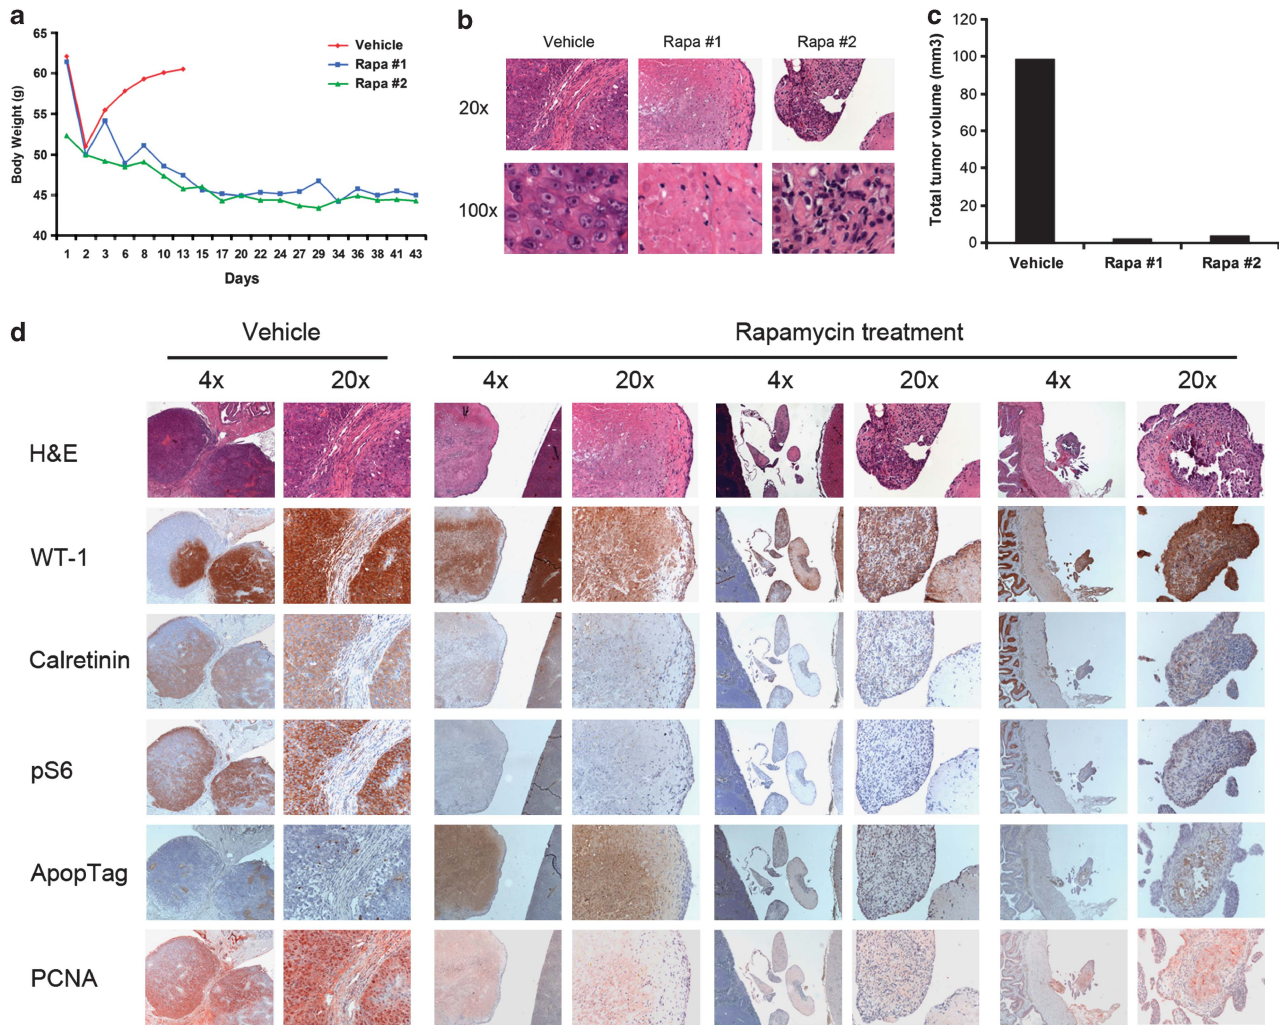 a
65
60
55
50
45
40
Body Weight (g)
Vehicle
Rapa #1
Rapa #2
1 2 3 6 8 10 13 15 17 20 22 24 27 29 34 36 38 41 43
Days
b
Vehicle Rapa #1 Rapa #2
20x
100x
c
120
100
80
60
40
20
0
Total tumor volume (mm3)
Vehicle Rapa #1 Rapa #2
d
Vehicle Rapamycin treatment
4x 20x 4x 20x 4x 20x 4x 20x
H&E
WT-1
Calretinin
pS6
ApopTag
PCNA